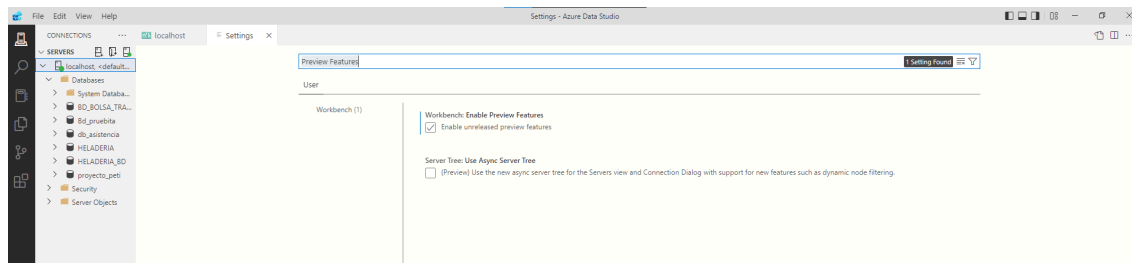 File Edit View Help
Settings - Azure Data Studio
CONNECTIONS ...
localhost
Settings
SERVERS
localhost, <default...
Databases
System Databa...
BD_BOLSA_TRA...
Bd_pruebita
db_asistencia
HELADERIA
HELADERIA_BD
proyecto_peti
Security
Server Objects
Preview Features
1 Setting Found
User
Workbench (1)
Workbench: Enable Preview Features
Enable unreleased preview features
Server Tree: Use Async Server Tree
(Preview) Use the new async server tree for the Servers view and Connection Dialog with support for new features such as dynamic node filtering.